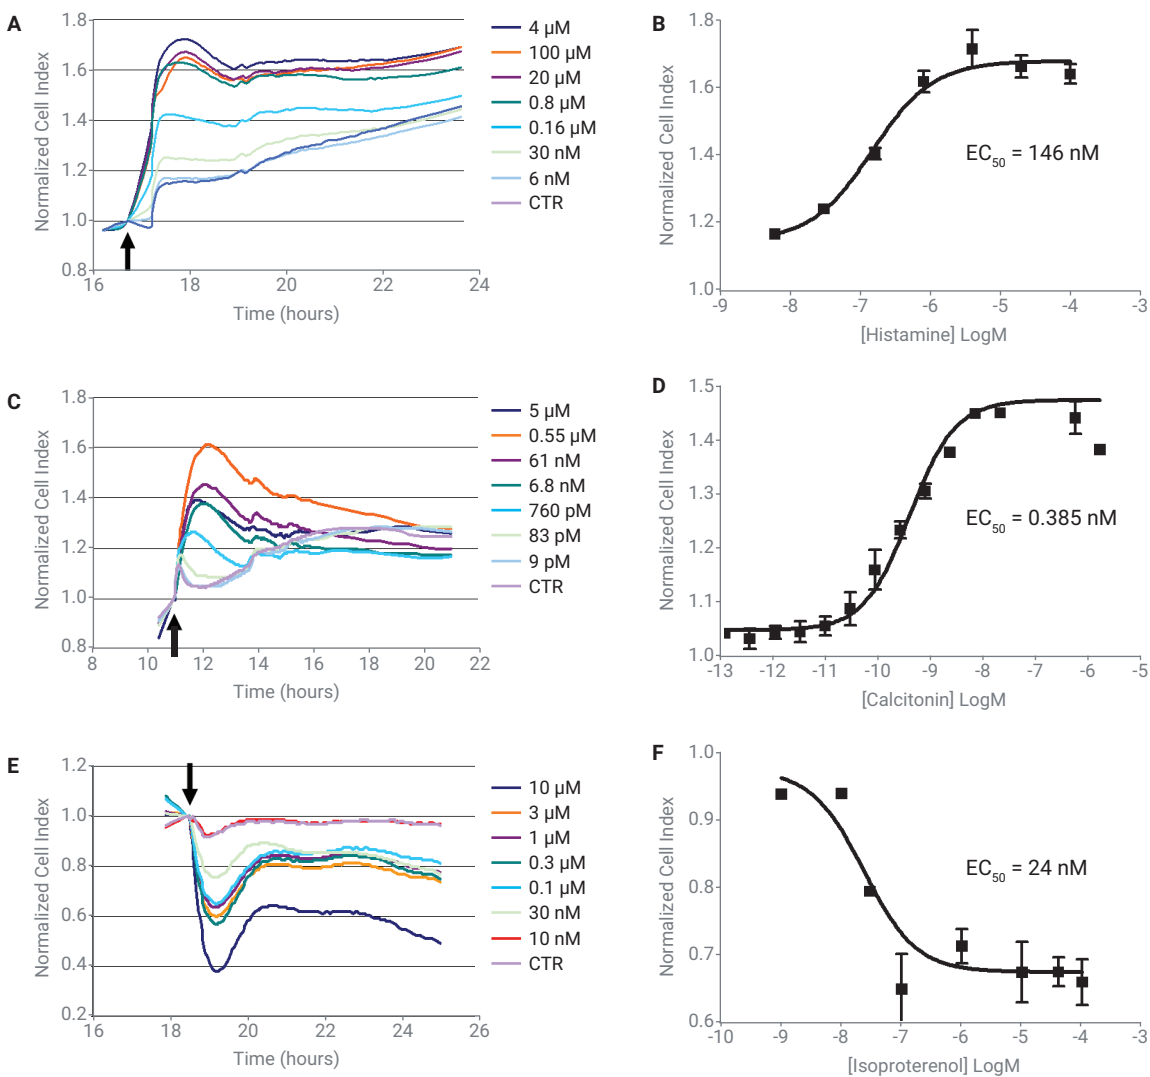 A
Normalized Cell Index
1.8
1.6
1.4
1.2
1.0
0.8
16
18
20
22
24
Time (hours)
4 µM
100 µM
20 µM
0.8 µM
0.16 µM
30 nM
6 nM
CTR
B
Normalized Cell Index
1.8
1.6
1.4
1.2
1.0
-9
-8
-7
-6
-5
-4
-3
[Histamine] LogM
EC50 = 146 nM
C
Normalized Cell Index
1.8
1.6
1.4
1.2
1.0
0.8
8
10
12
14
16
18
20
22
Time (hours)
5 µM
0.55 µM
61 nM
6.8 nM
760 pM
83 pM
9 pM
CTR
D
Normalized Cell Index
1.5
1.4
1.3
1.2
1.1
1.0
-13
-12
-11
-10
-9
-8
-7
-6
-5
[Calcitonin] LogM
EC50 = 0.385 nM
E
Normalized Cell Index
1.2
1.0
0.8
0.6
0.4
0.2
16
18
20
22
24
26
Time (hours)
10 µM
3 µM
1 µM
0.3 µM
0.1 µM
30 nM
10 nM
CTR
F
Normalized Cell Index
1.0
0.9
0.8
0.7
0.6
-10
-9
-8
-7
-6
-5
-4
-3
[Isoproterenol] LogM
EC50 = 24 nM